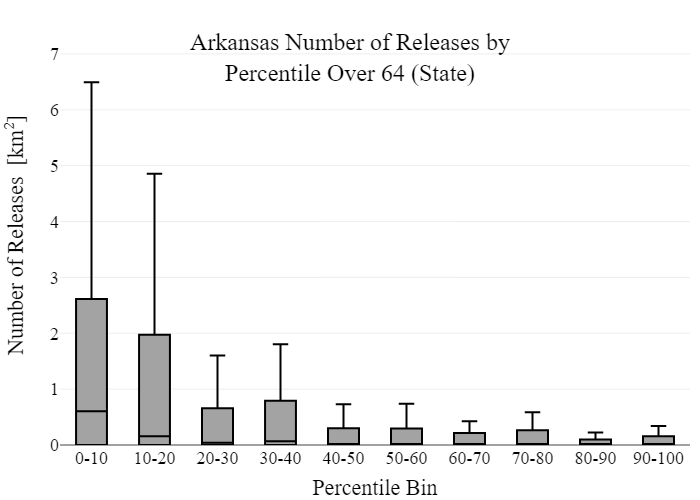 Arkansas Number of Releases by
Percentile Over 64 (State)
Number of Releases [km²]
7
6
5
4
3
2
1
0
0-10 10-20 20-30 30-40 40-50 50-60 60-70 70-80 80-90 90-100
Percentile Bin